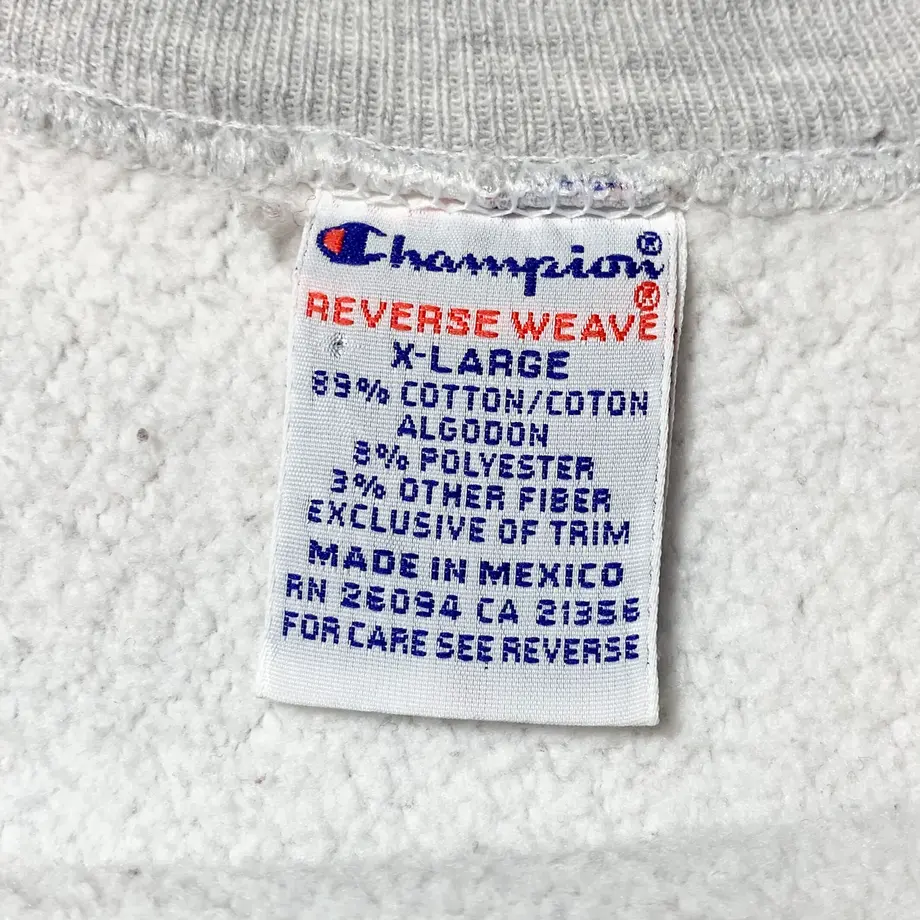 Champion®
REVERSE WEAVE®
X-LARGE
89% COTTON/COTON
ALGODON
8% POLYESTER
3% OTHER FIBER
EXCLUSIVE OF TRIM
MADE IN MEXICO
RN 26094 CA 21356
FOR CARE SEE REVERSE